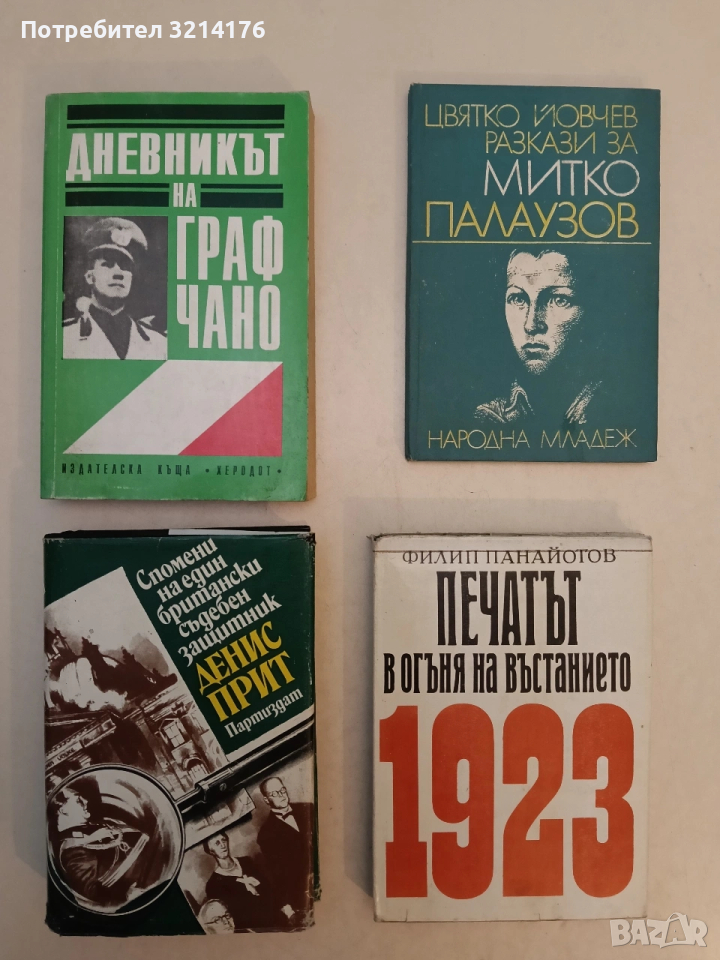 Потребител 3214176
ДНЕВНИКЪТ
НА
ГРАФ
ЧАНО
ИЗДАТЕЛСКА КЪЩА • ХЕРОДОТ •
ЦВЯТКО ЙОВЧЕВ
РАЗКАЗИ ЗА
МИТКО
ПАЛАУЗОВ
НАРОДНА МЛАДЕЖ
Спомени
на един
британски
съдебен
защитник
ДЕНИС
ПРИТ
Партиздат
ФИЛИП ПАНАЙОТОВ
ПЕЧАТЪТ
В ОГЪНЯ НА ВЪСТАНИЕТО
1923
BAZAR